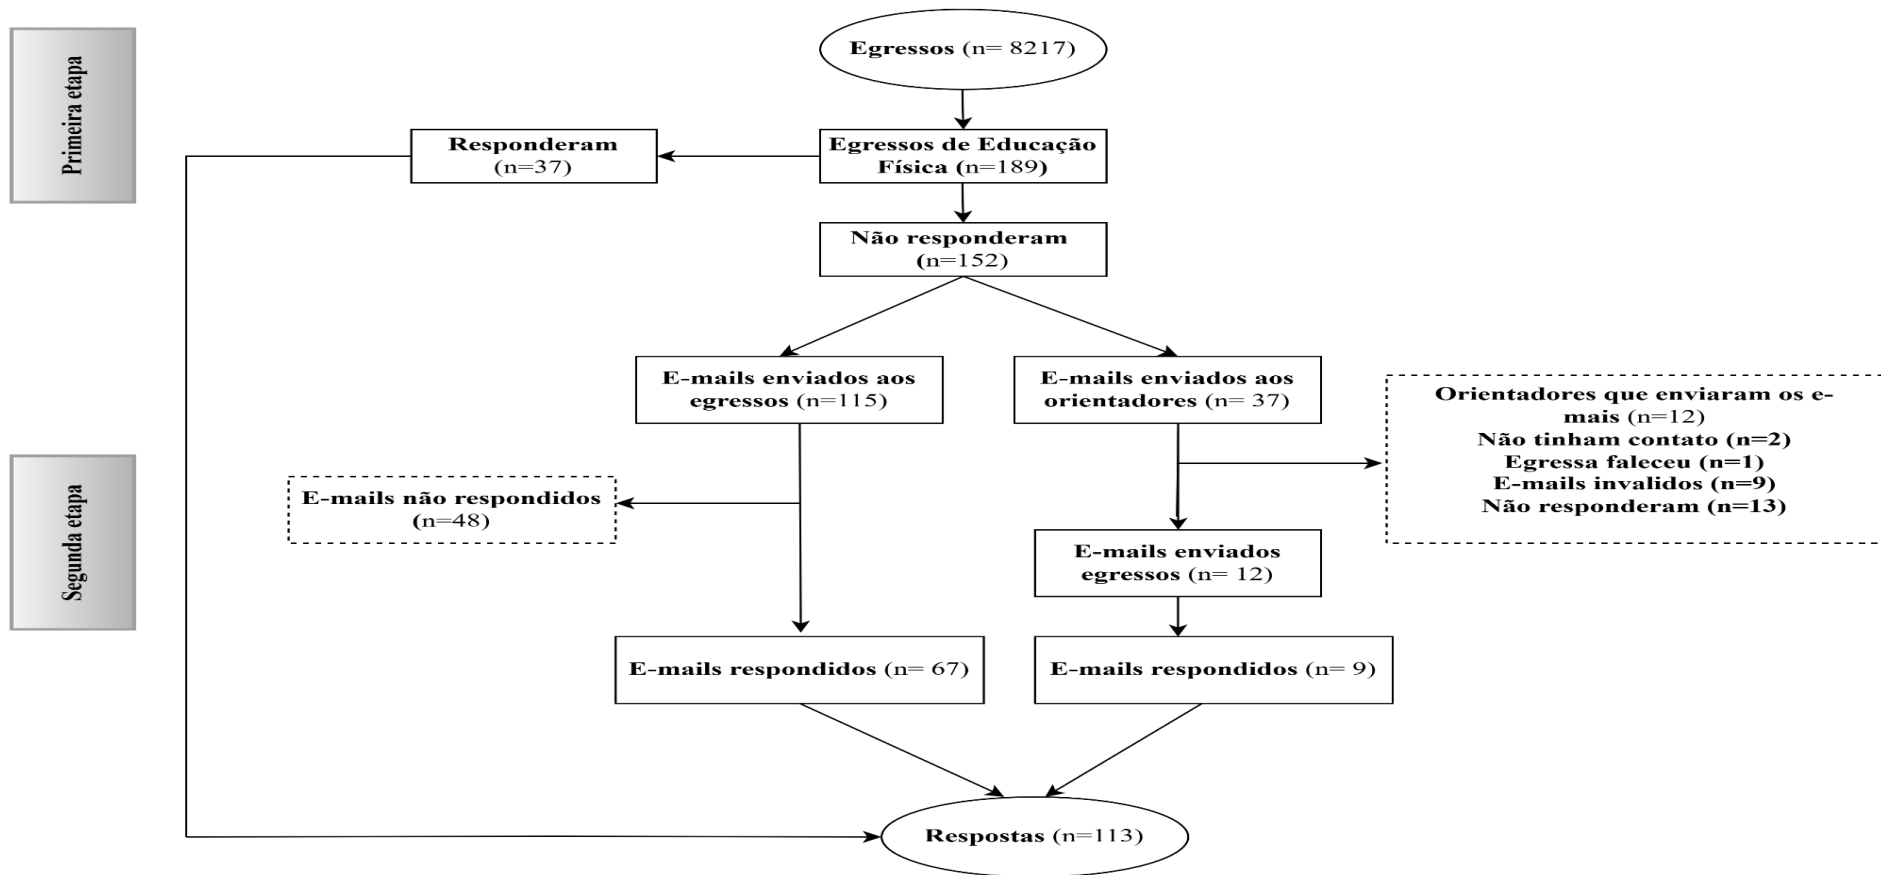 Primeira etapa
Egressos (n= 8217)
Responderam
(n=37)
Egressos de Educação
Física (n=189)
Não responderam
(n=152)
E-mails enviados aos
egressos (n=115)
E-mails enviados aos
orientadores (n= 37)
Orientadores que enviaram os e-
mais (n=12)
Não tinham contato (n=2)
Egressa faleceu (n=1)
E-mails invalidos (n=9)
Não responderam (n=13)
Segunda etapa
E-mails não respondidos
(n=48)
E-mails enviados
egressos (n= 12)
E-mails respondidos (n= 67)
E-mails respondidos (n= 9)
Respostas (n=113)